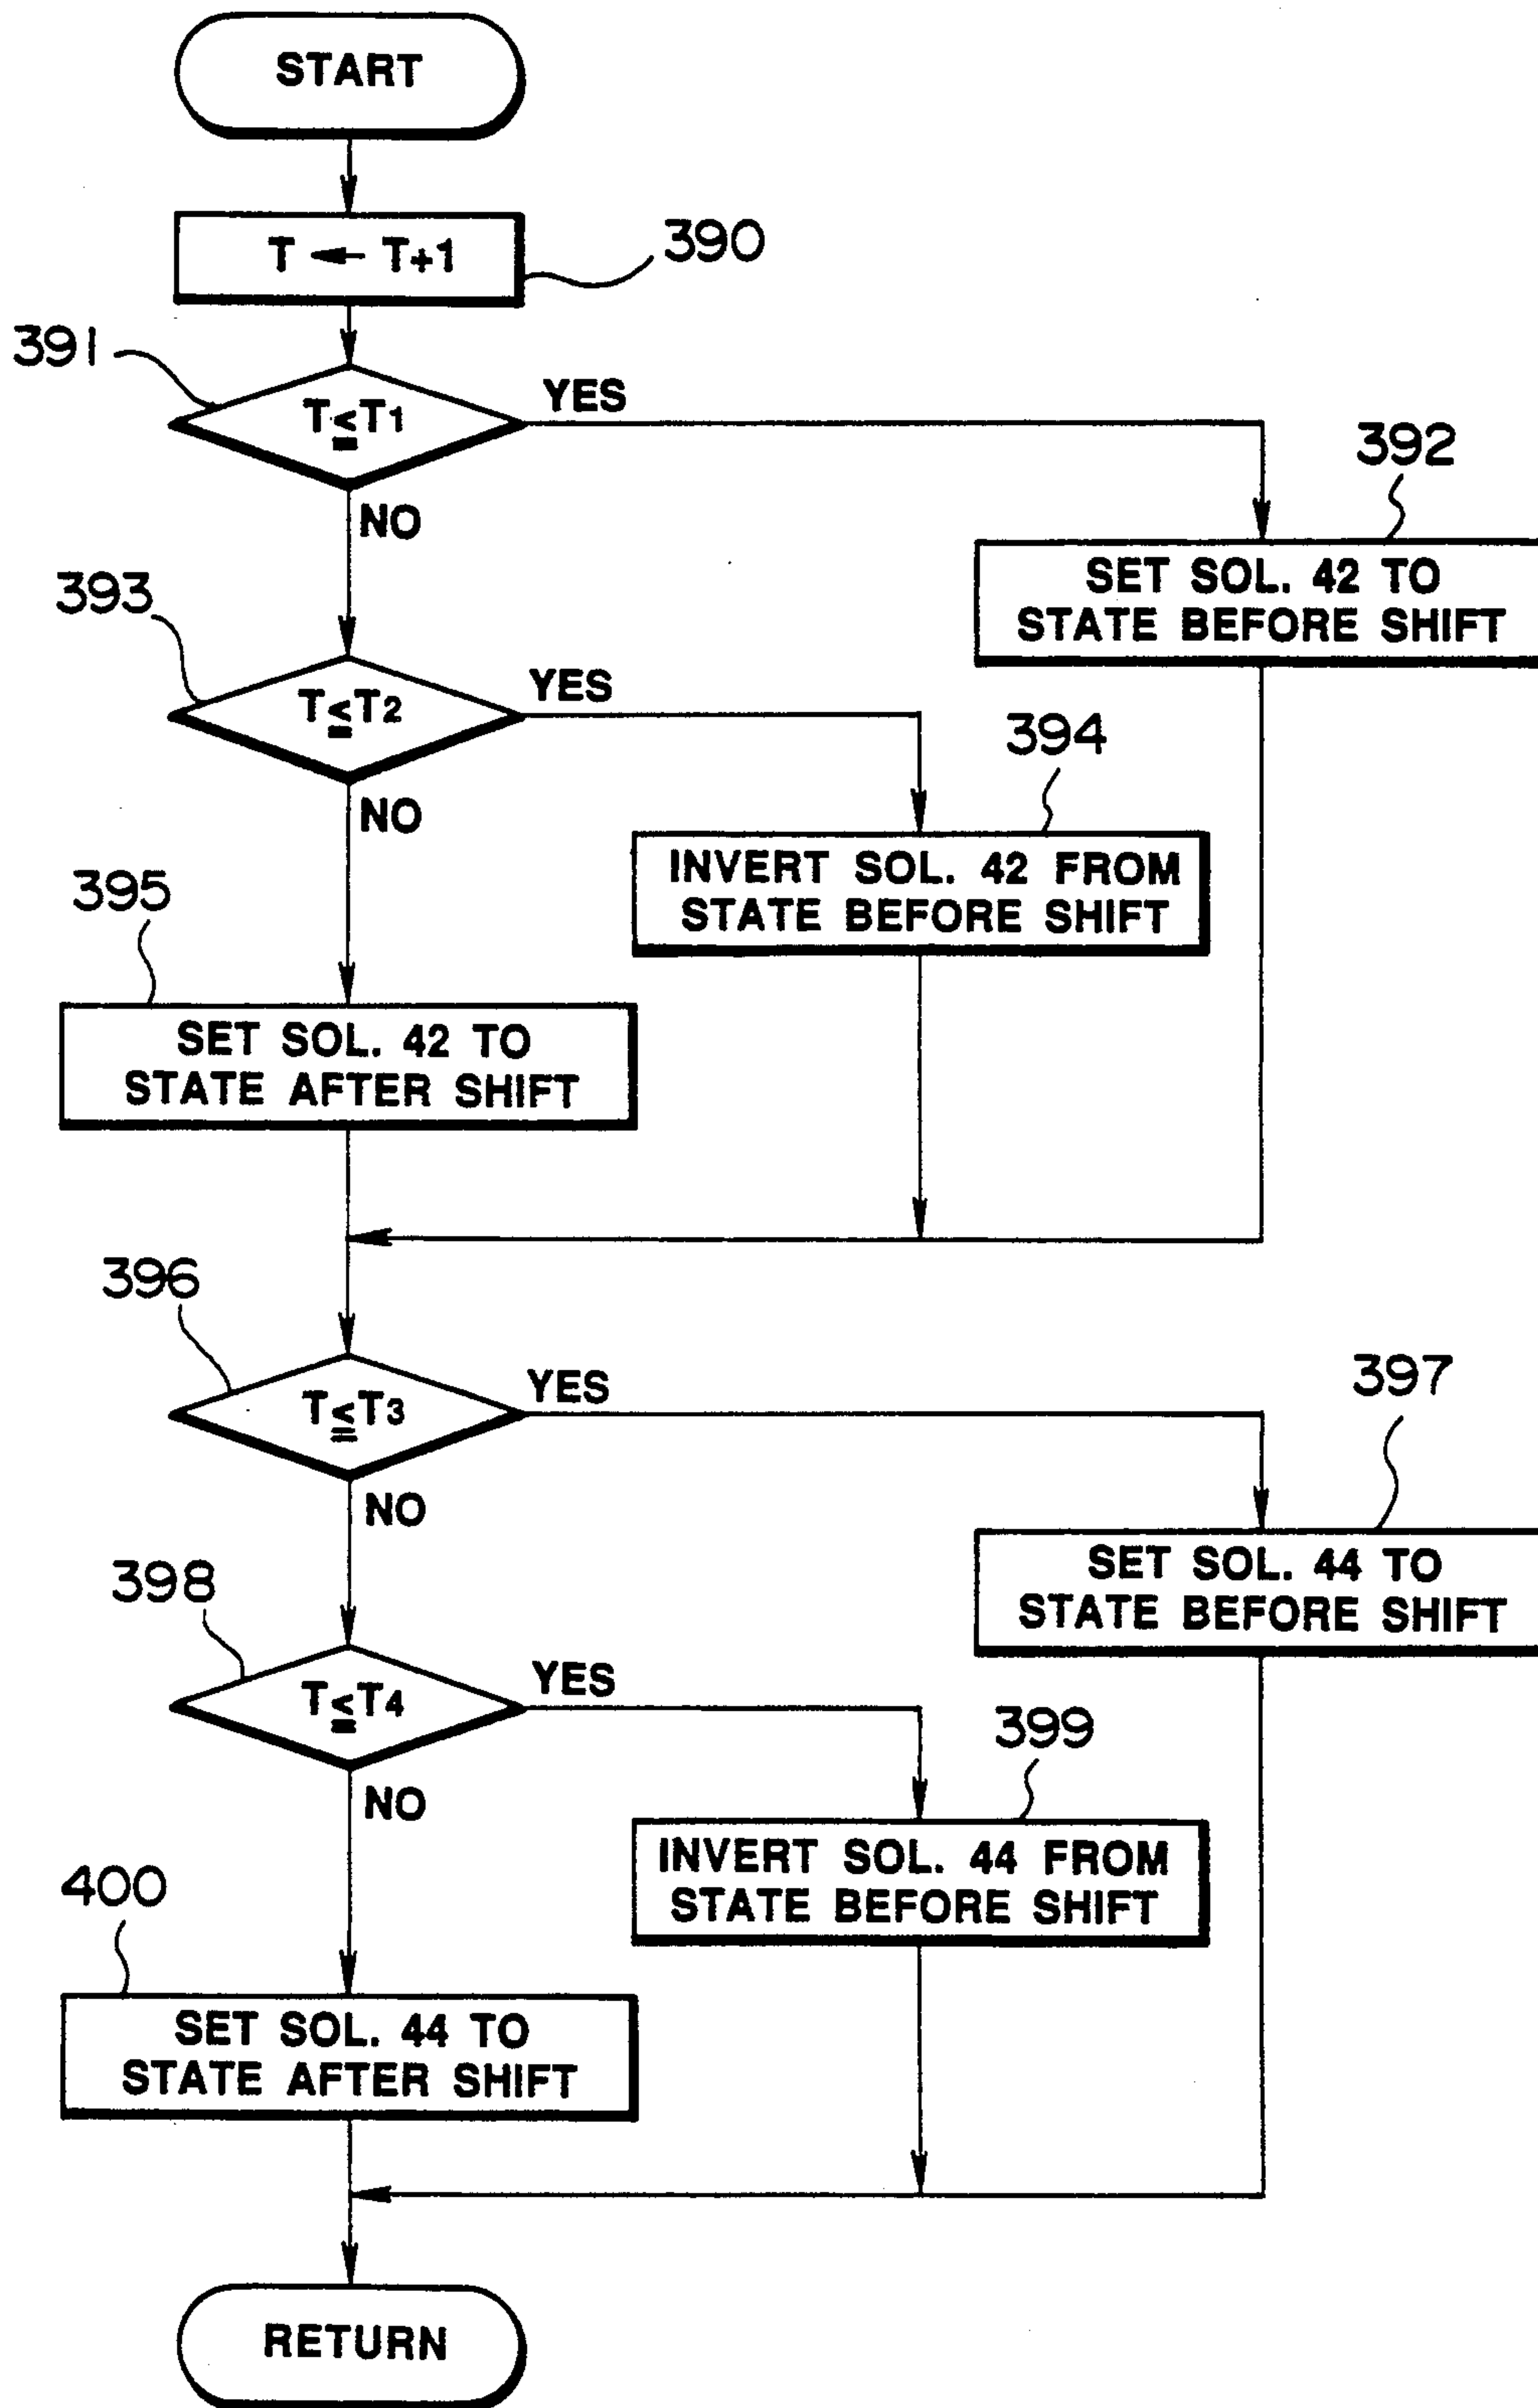 START
T ← T+1
390
391
T≦T1
YES
NO
392
SET SOL. 42 TO
STATE BEFORE SHIFT
393
T≦T2
YES
NO
394
INVERT SOL. 42 FROM
STATE BEFORE SHIFT
395
SET SOL. 42 TO
STATE AFTER SHIFT
396
T≦T3
YES
NO
397
SET SOL. 44 TO
STATE BEFORE SHIFT
398
T≦T4
YES
NO
399
INVERT SOL. 44 FROM
STATE BEFORE SHIFT
400
SET SOL. 44 TO
STATE AFTER SHIFT
RETURN